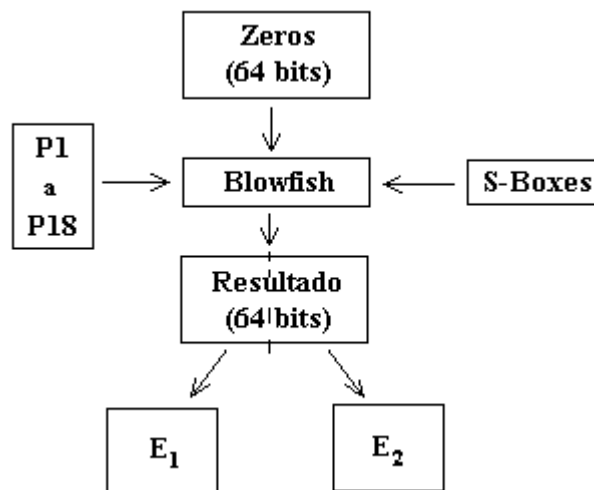 Zeros
(64 bits)
P1
a
P18
Blowfish
S-Boxes
Resultado
(64 bits)
E1
E2